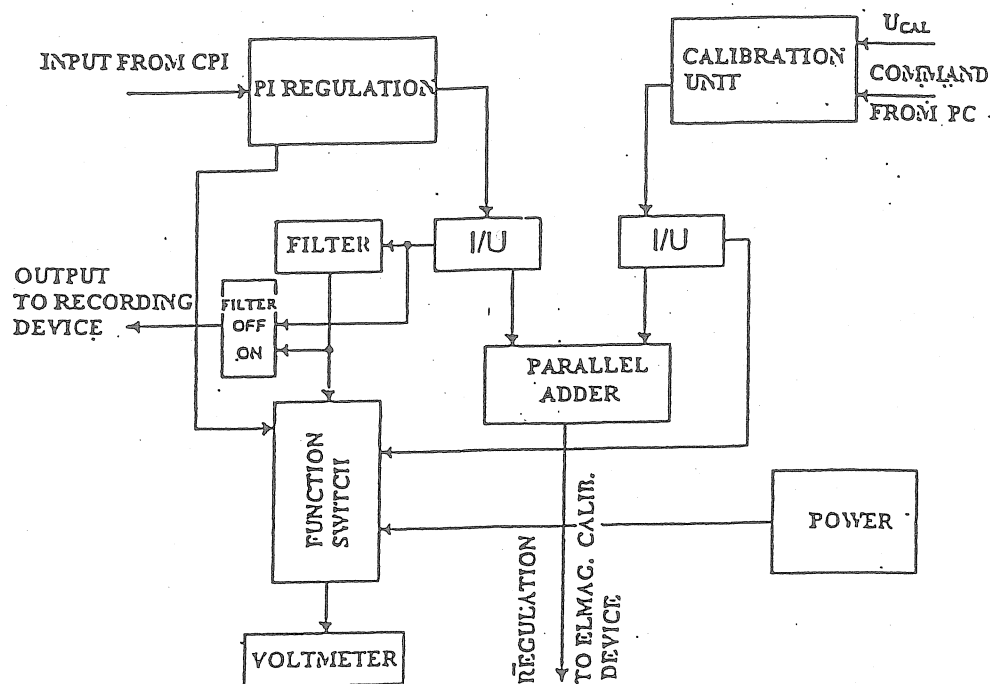 INPUT FROM CPI
PI REGULATION
CALIBRATION
UNIT
UCAL
COMMAND
FROM PC
FILTER
I/U
I/U
OUTPUT
TO RECORDING
DEVICE
FILTER
OFF
ON
PARALLEL
ADDER
FUNCTION
SWITCH
POWER
REGULATION
TO ELMAG. CALIB.
DEVICE
VOLTMETER